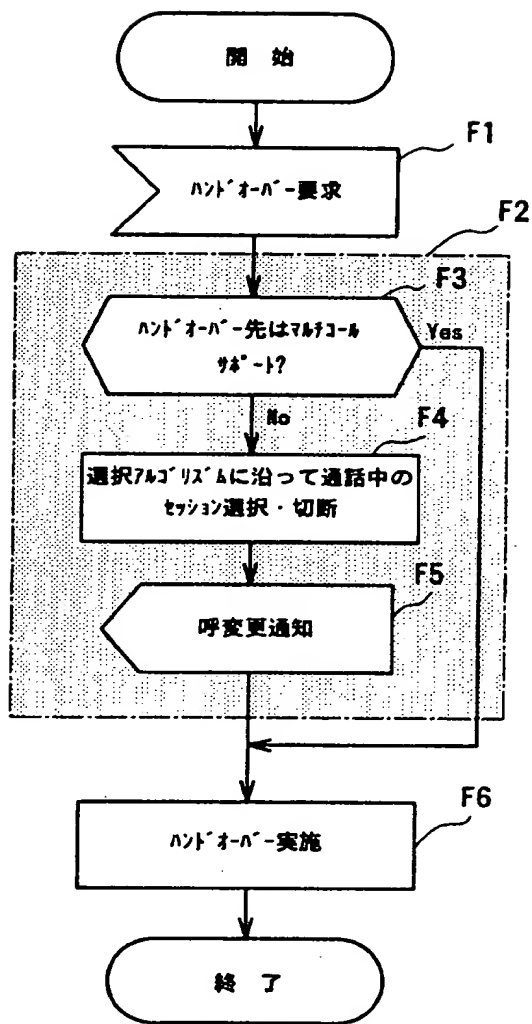 開 始
F1
ﾊﾝﾄﾞｵｰﾊﾞｰ要求
F2
F3
ﾊﾝﾄﾞｵｰﾊﾞｰ先はﾏﾙﾁｺｰﾙ
ｻﾎﾟｰﾄ?
Yes
No
F4
選択ｱﾙｺﾞﾘｽﾞﾑに沿って通話中の
ｾｯｼｮﾝ選択・切断
F5
呼変更通知
F6
ﾊﾝﾄﾞｵｰﾊﾞｰ実施
終 了